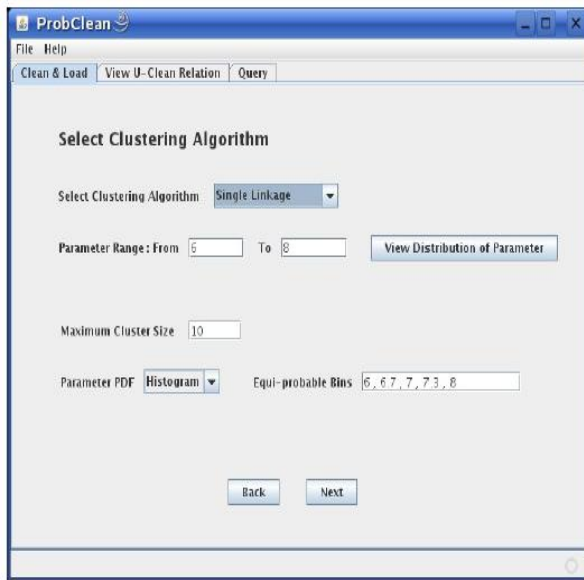 ProbClean
File Help
Clean & Load View U-Clean Relation Query
Select Clustering Algorithm
Select Clustering Algorithm Single Linkage
Parameter Range : From 6 To 8 View Distribution of Parameter
Maximum Cluster Size 10
Parameter PDF Histogram Equi-probable Bins 6 , 6.7 , 7 , 7.3 , 8
Back Next